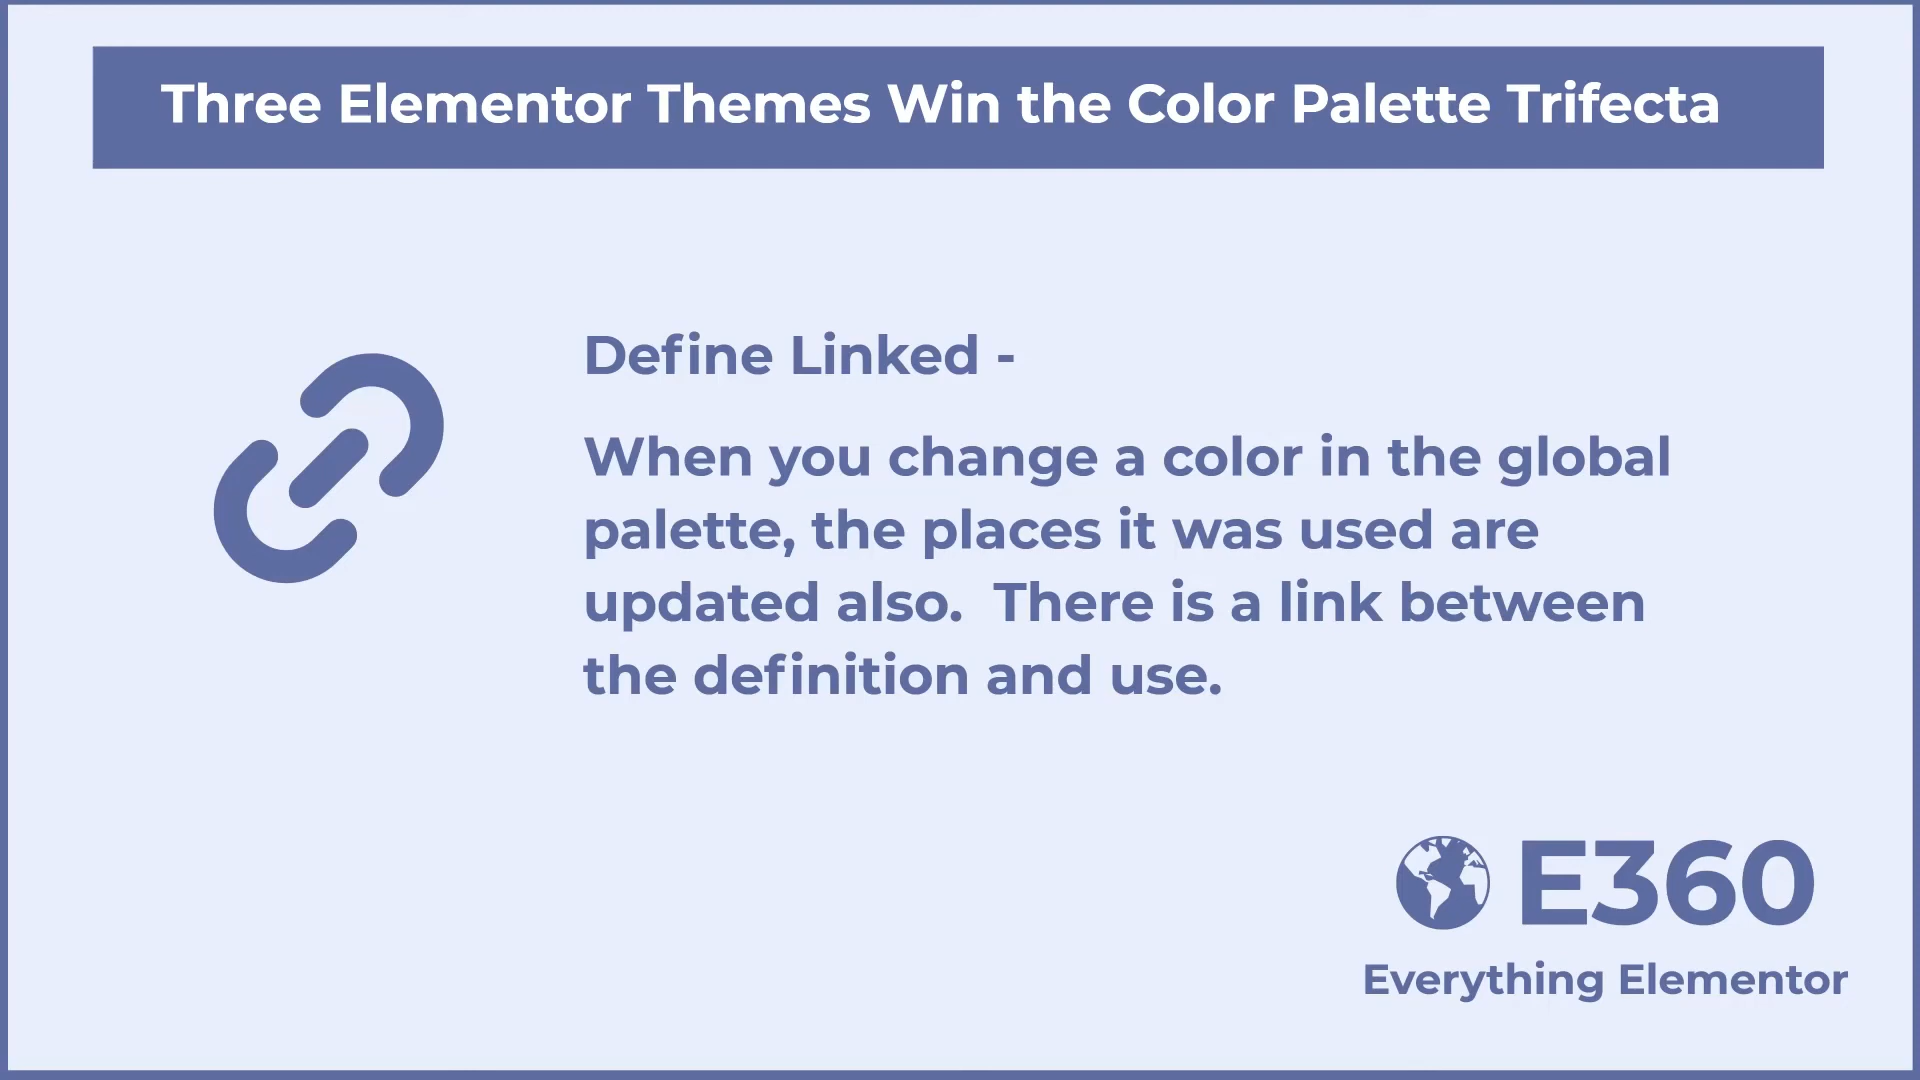 Three Elementor Themes Win the Color Palette Trifecta
Define Linked -
When you change a color in the global
palette, the places it was used are
updated also.  There is a link between
the definition and use.
E360
Everything Elementor